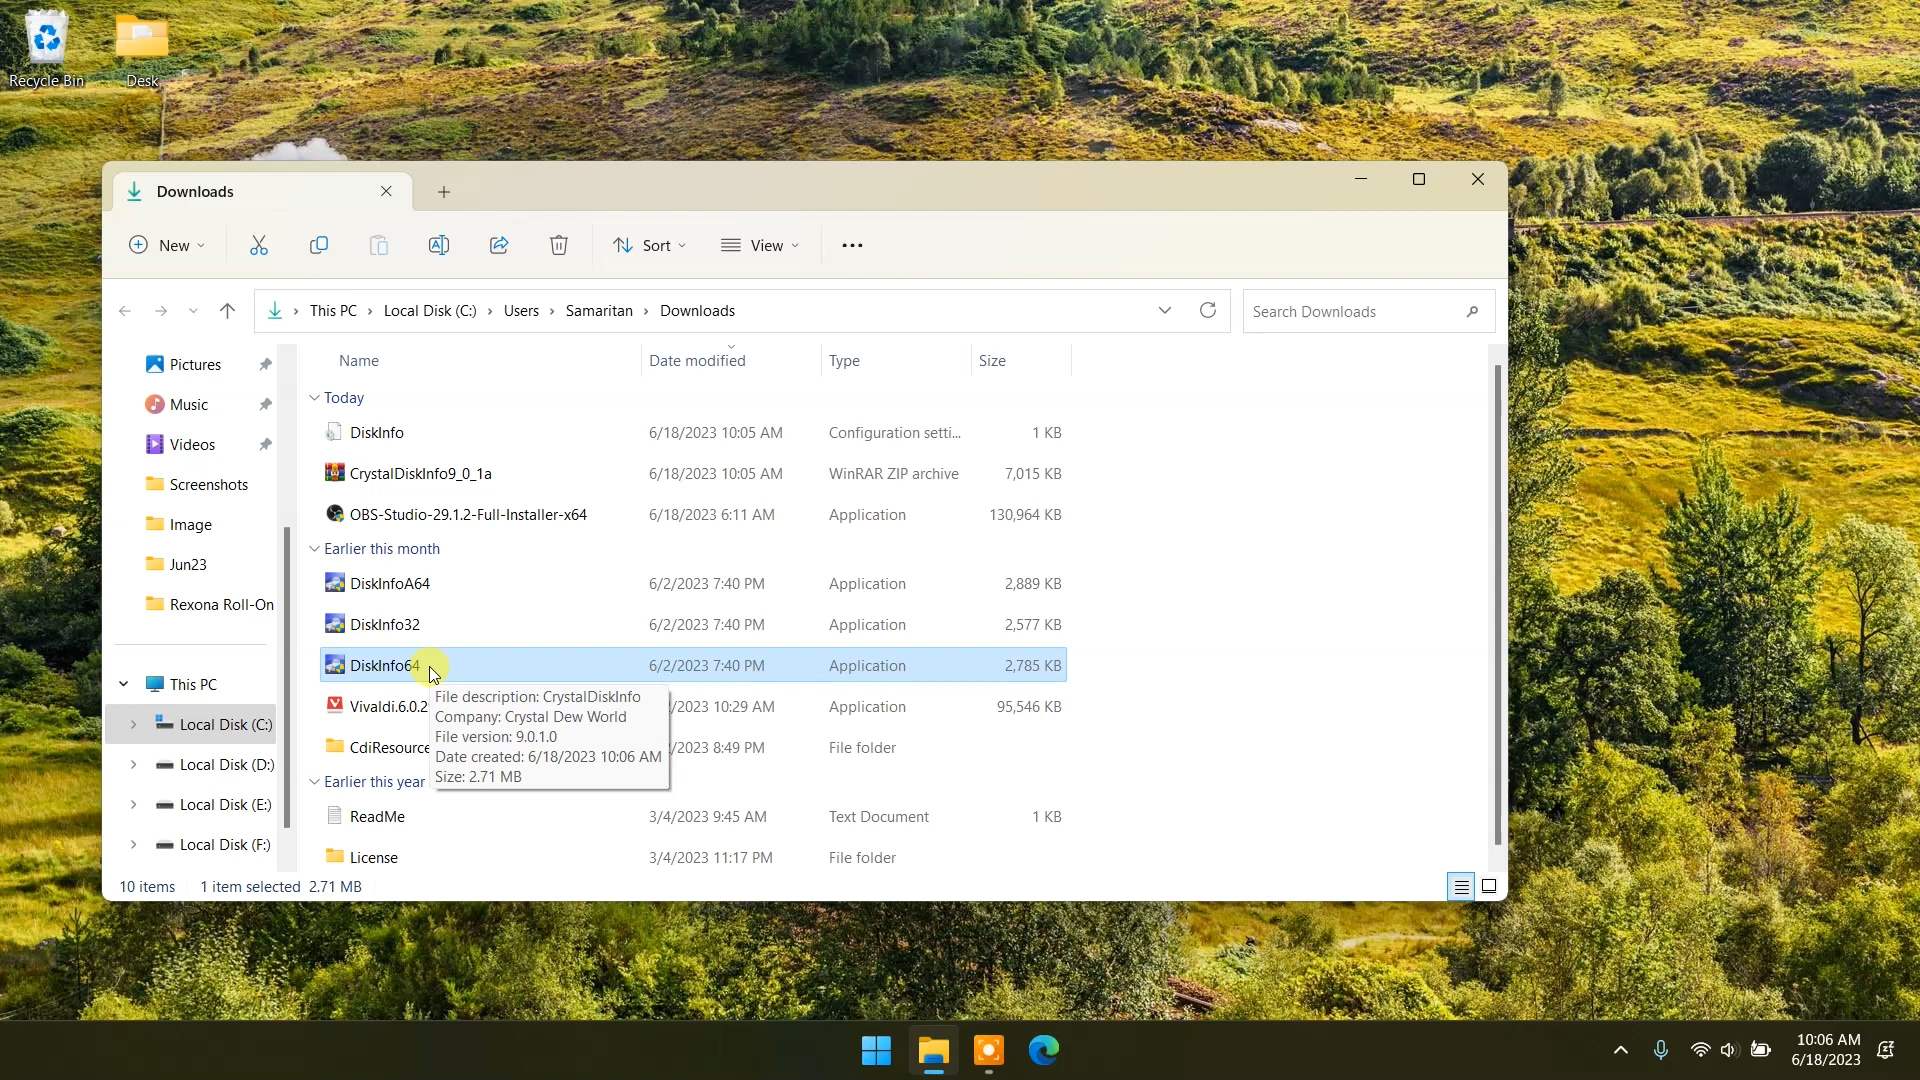 Recycle Bin
Desk
Downloads
New
Sort
View
This PC
Local Disk (C:)
Users
Samaritan
Downloads
Search Downloads
Pictures
Music
Videos
Screenshots
Image
Jun23
Rexona Roll-On
This PC
Local Disk (C:)
Local Disk (D:)
Local Disk (E:)
Local Disk (F:)
Name Date modified Type Size
Today
DiskInfo 6/18/2023 10:05 AM Configuration setti... 1 KB
CrystalDiskInfo9_0_1a 6/18/2023 10:05 AM WinRAR ZIP archive 7,015 KB
OBS-Studio-29.1.2-Full-Installer-x64 6/18/2023 6:11 AM Application 130,964 KB
Earlier this month
DiskInfoA64 6/2/2023 7:40 PM Application 2,889 KB
DiskInfo32 6/2/2023 7:40 PM Application 2,577 KB
DiskInfo64 6/2/2023 7:40 PM Application 2,785 KB
Vivaldi.6.0.2 /2023 10:29 AM Application 95,546 KB
CdiResource /2023 8:49 PM File folder
File description: CrystalDiskInfo
Company: Crystal Dew World
File version: 9.0.1.0
Date created: 6/18/2023 10:06 AM
Size: 2.71 MB
Earlier this year
ReadMe 3/4/2023 9:45 AM Text Document 1 KB
License 3/4/2023 11:17 PM File folder
10 items 1 item selected 2.71 MB
10:06 AM
6/18/2023